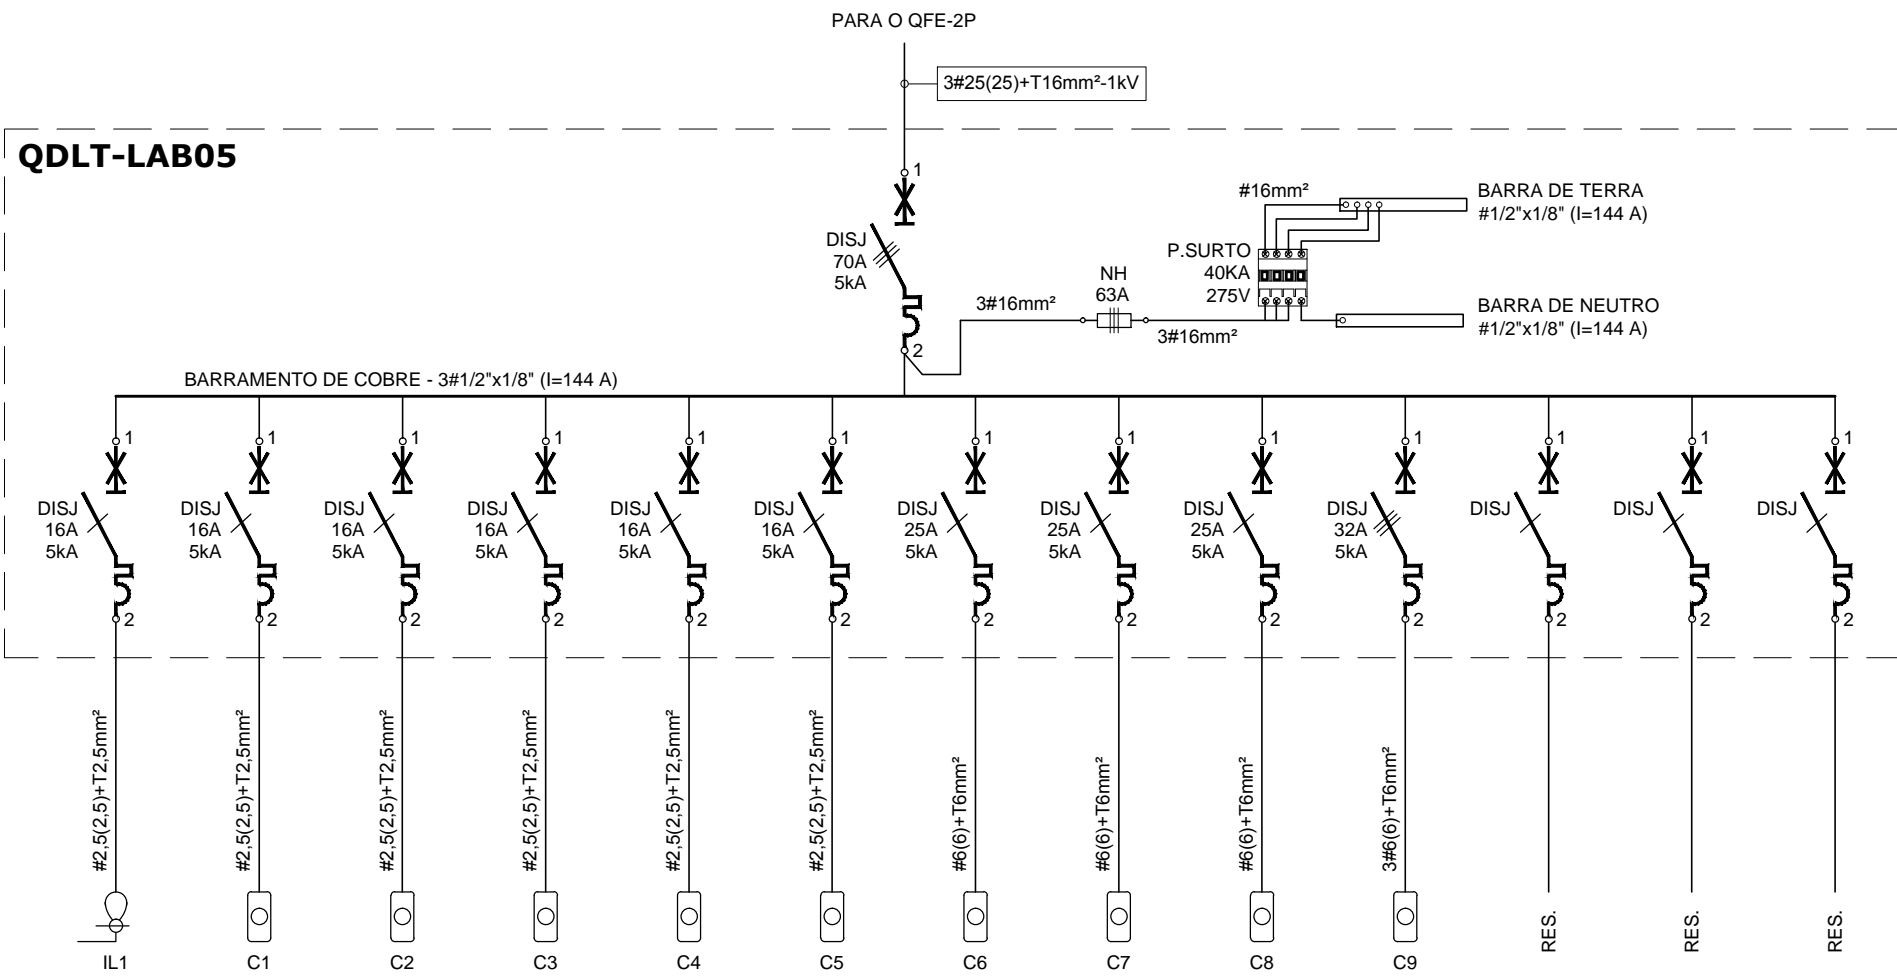 PARA O QFE-2P
3#25(25)+T16mm²-1kV
QDLT-LAB05
1
DISJ
70A
5kA
2
3#16mm²
NH
63A
3#16mm²
P.SURTO
40KA
275V
#16mm²
BARRA DE TERRA
#1/2"x1/8" (I=144 A)
BARRA DE NEUTRO
#1/2"x1/8" (I=144 A)
BARRAMENTO DE COBRE - 3#1/2"x1/8" (I=144 A)
1
DISJ
16A
5kA
2
#2,5(2,5)+T2,5mm²
IL1
1
DISJ
16A
5kA
2
#2,5(2,5)+T2,5mm²
C1
1
DISJ
16A
5kA
2
#2,5(2,5)+T2,5mm²
C2
1
DISJ
16A
5kA
2
#2,5(2,5)+T2,5mm²
C3
1
DISJ
16A
5kA
2
#2,5(2,5)+T2,5mm²
C4
1
DISJ
16A
5kA
2
#2,5(2,5)+T2,5mm²
C5
1
DISJ
25A
5kA
2
#6(6)+T6mm²
C6
1
DISJ
25A
5kA
2
#6(6)+T6mm²
C7
1
DISJ
25A
5kA
2
#6(6)+T6mm²
C8
1
DISJ
32A
5kA
2
3#6(6)+T6mm²
C9
1
DISJ
2
RES.
1
DISJ
2
RES.
1
DISJ
2
RES.